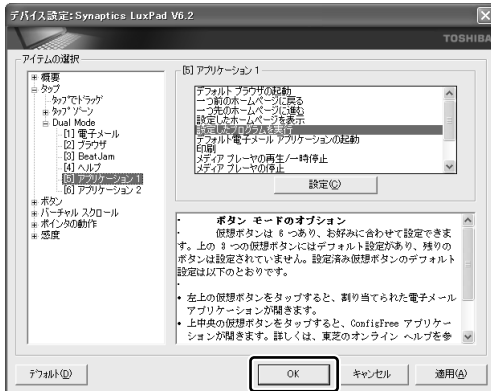 デバイス設定: Synaptics LuxPad V6.2
TOSHIBA
アイテムの選択
概要
タップ
タップでドラッグ
タップ ゾーン
Dual Mode
[1] 電子メール
[2] ブラウザ
[3] BeatJam
[4] ヘルプ
[5] アプリケーション 1
[6] アプリケーション 2
ボタン
バーチャル スクロール
ポインタの動作
感度
[5] アプリケーション 1
デフォルト ブラウザの起動
一つ前のホームページに戻る
一つ先のホームページに進む
設定したホームページを表示
設定したプログラムを実行
デフォルト電子メール アプリケーションの起動
印刷
メディア プレーヤの再生/一時停止
メディア プレーヤの停止
設定(C)
ボタン モードのオプション
仮想ボタンは 6 つあり、お好みに合わせて設定できま
す。上の 3 つの仮想ボタンにはデフォルト設定があり、残りの
ボタンは設定されていません。設定済み仮想ボタンのデフォルト
設定は以下のとおりです。
• 左上の仮想ボタンをタップすると、割り当てられた電子メール
アプリケーションが開きます。
• 上中央の仮想ボタンをタップすると、ConfigFree アプリケー
ションが開きます。詳しくは、東芝のオンライン ヘルプを参
デフォルト(D)
OK
キャンセル
適用(A)